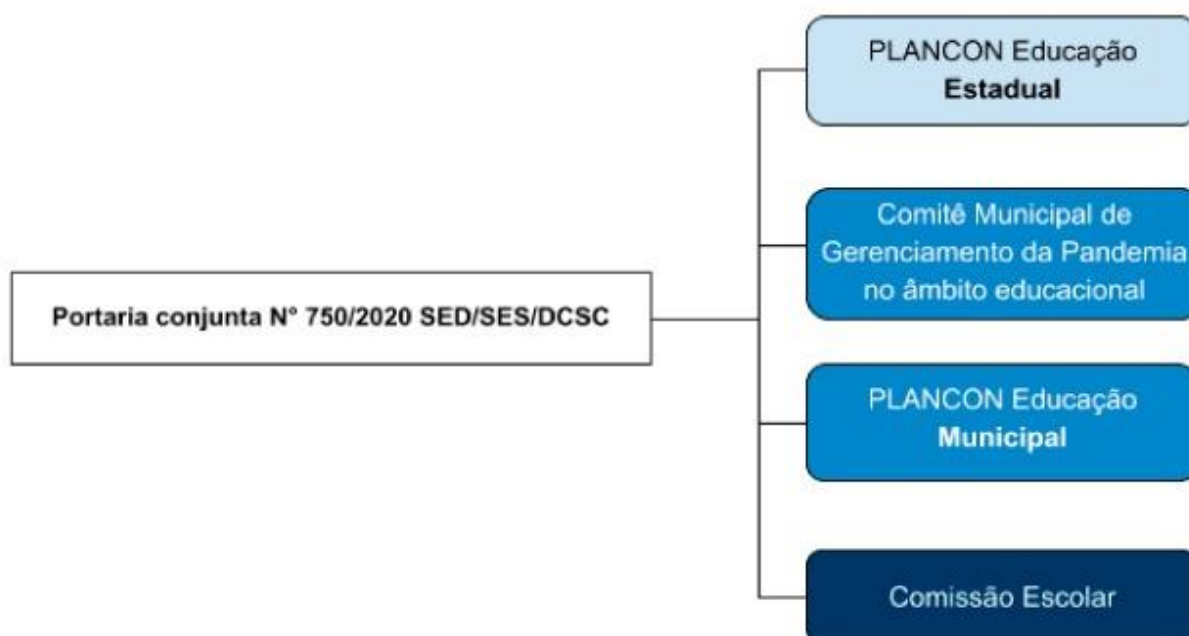 PLANCON Educação
Estadual
Comitê Municipal de
Gerenciamento da Pandemia
no âmbito educacional
Portaria conjunta N° 750/2020 SED/SES/DCSC
PLANCON Educação
Municipal
Comissão Escolar